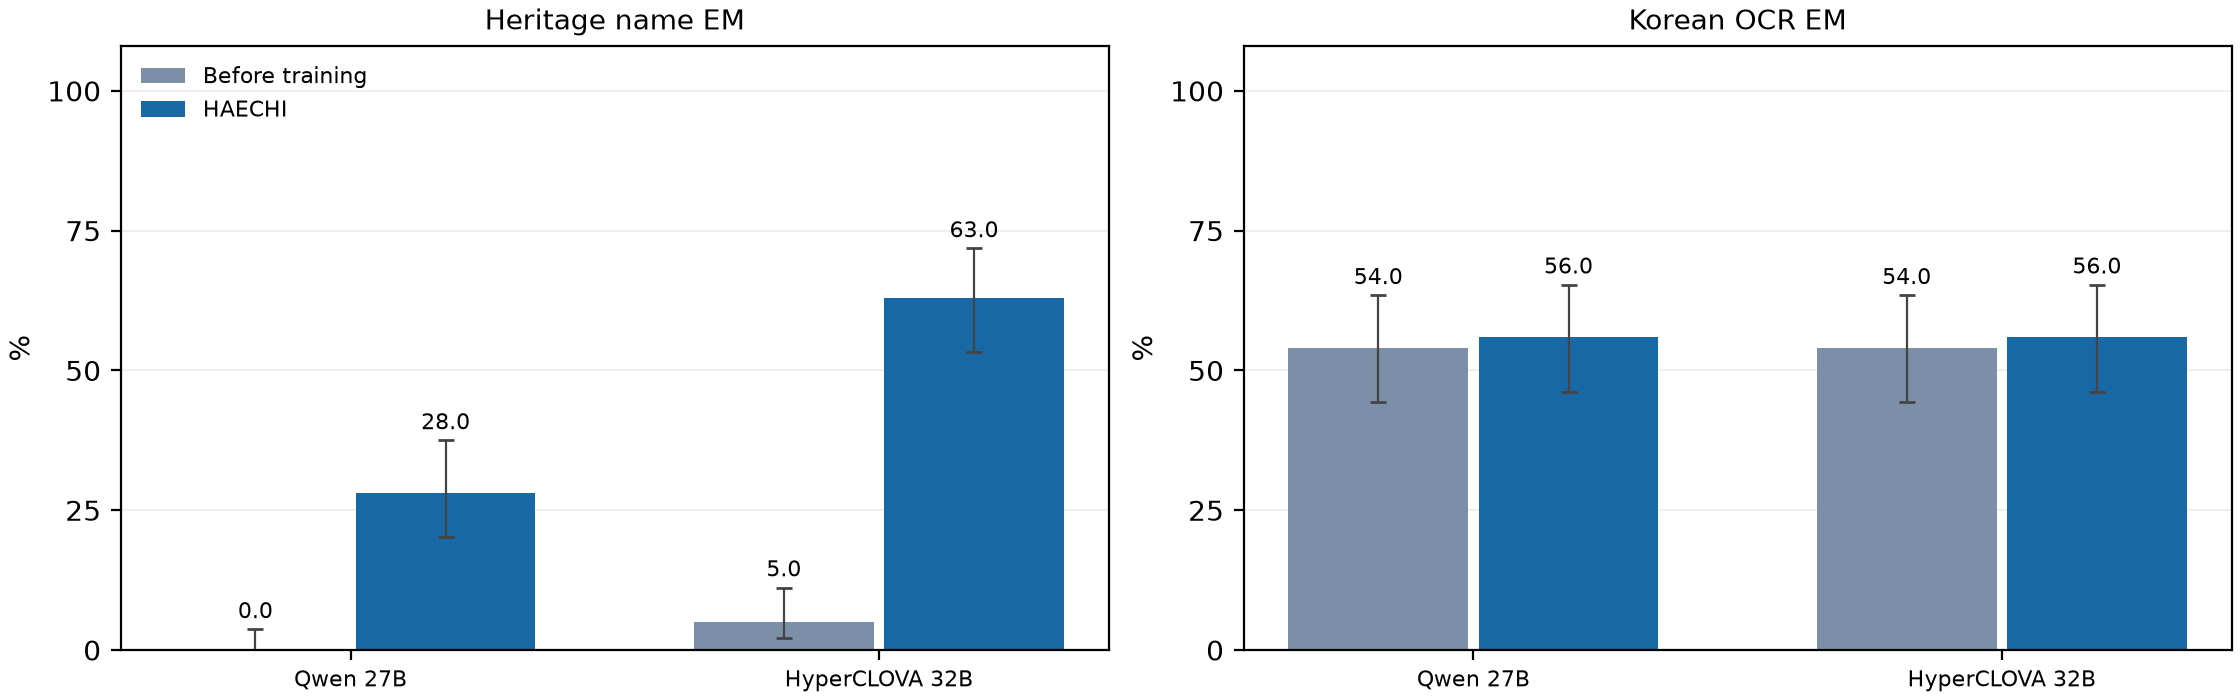 Heritage name EM
Before training
HAECHI
%
100
75
50
25
0
0.0
28.0
5.0
63.0
Qwen 27B
HyperCLOVA 32B
Korean OCR EM
%
100
75
50
25
0
54.0
56.0
54.0
56.0
Qwen 27B
HyperCLOVA 32B